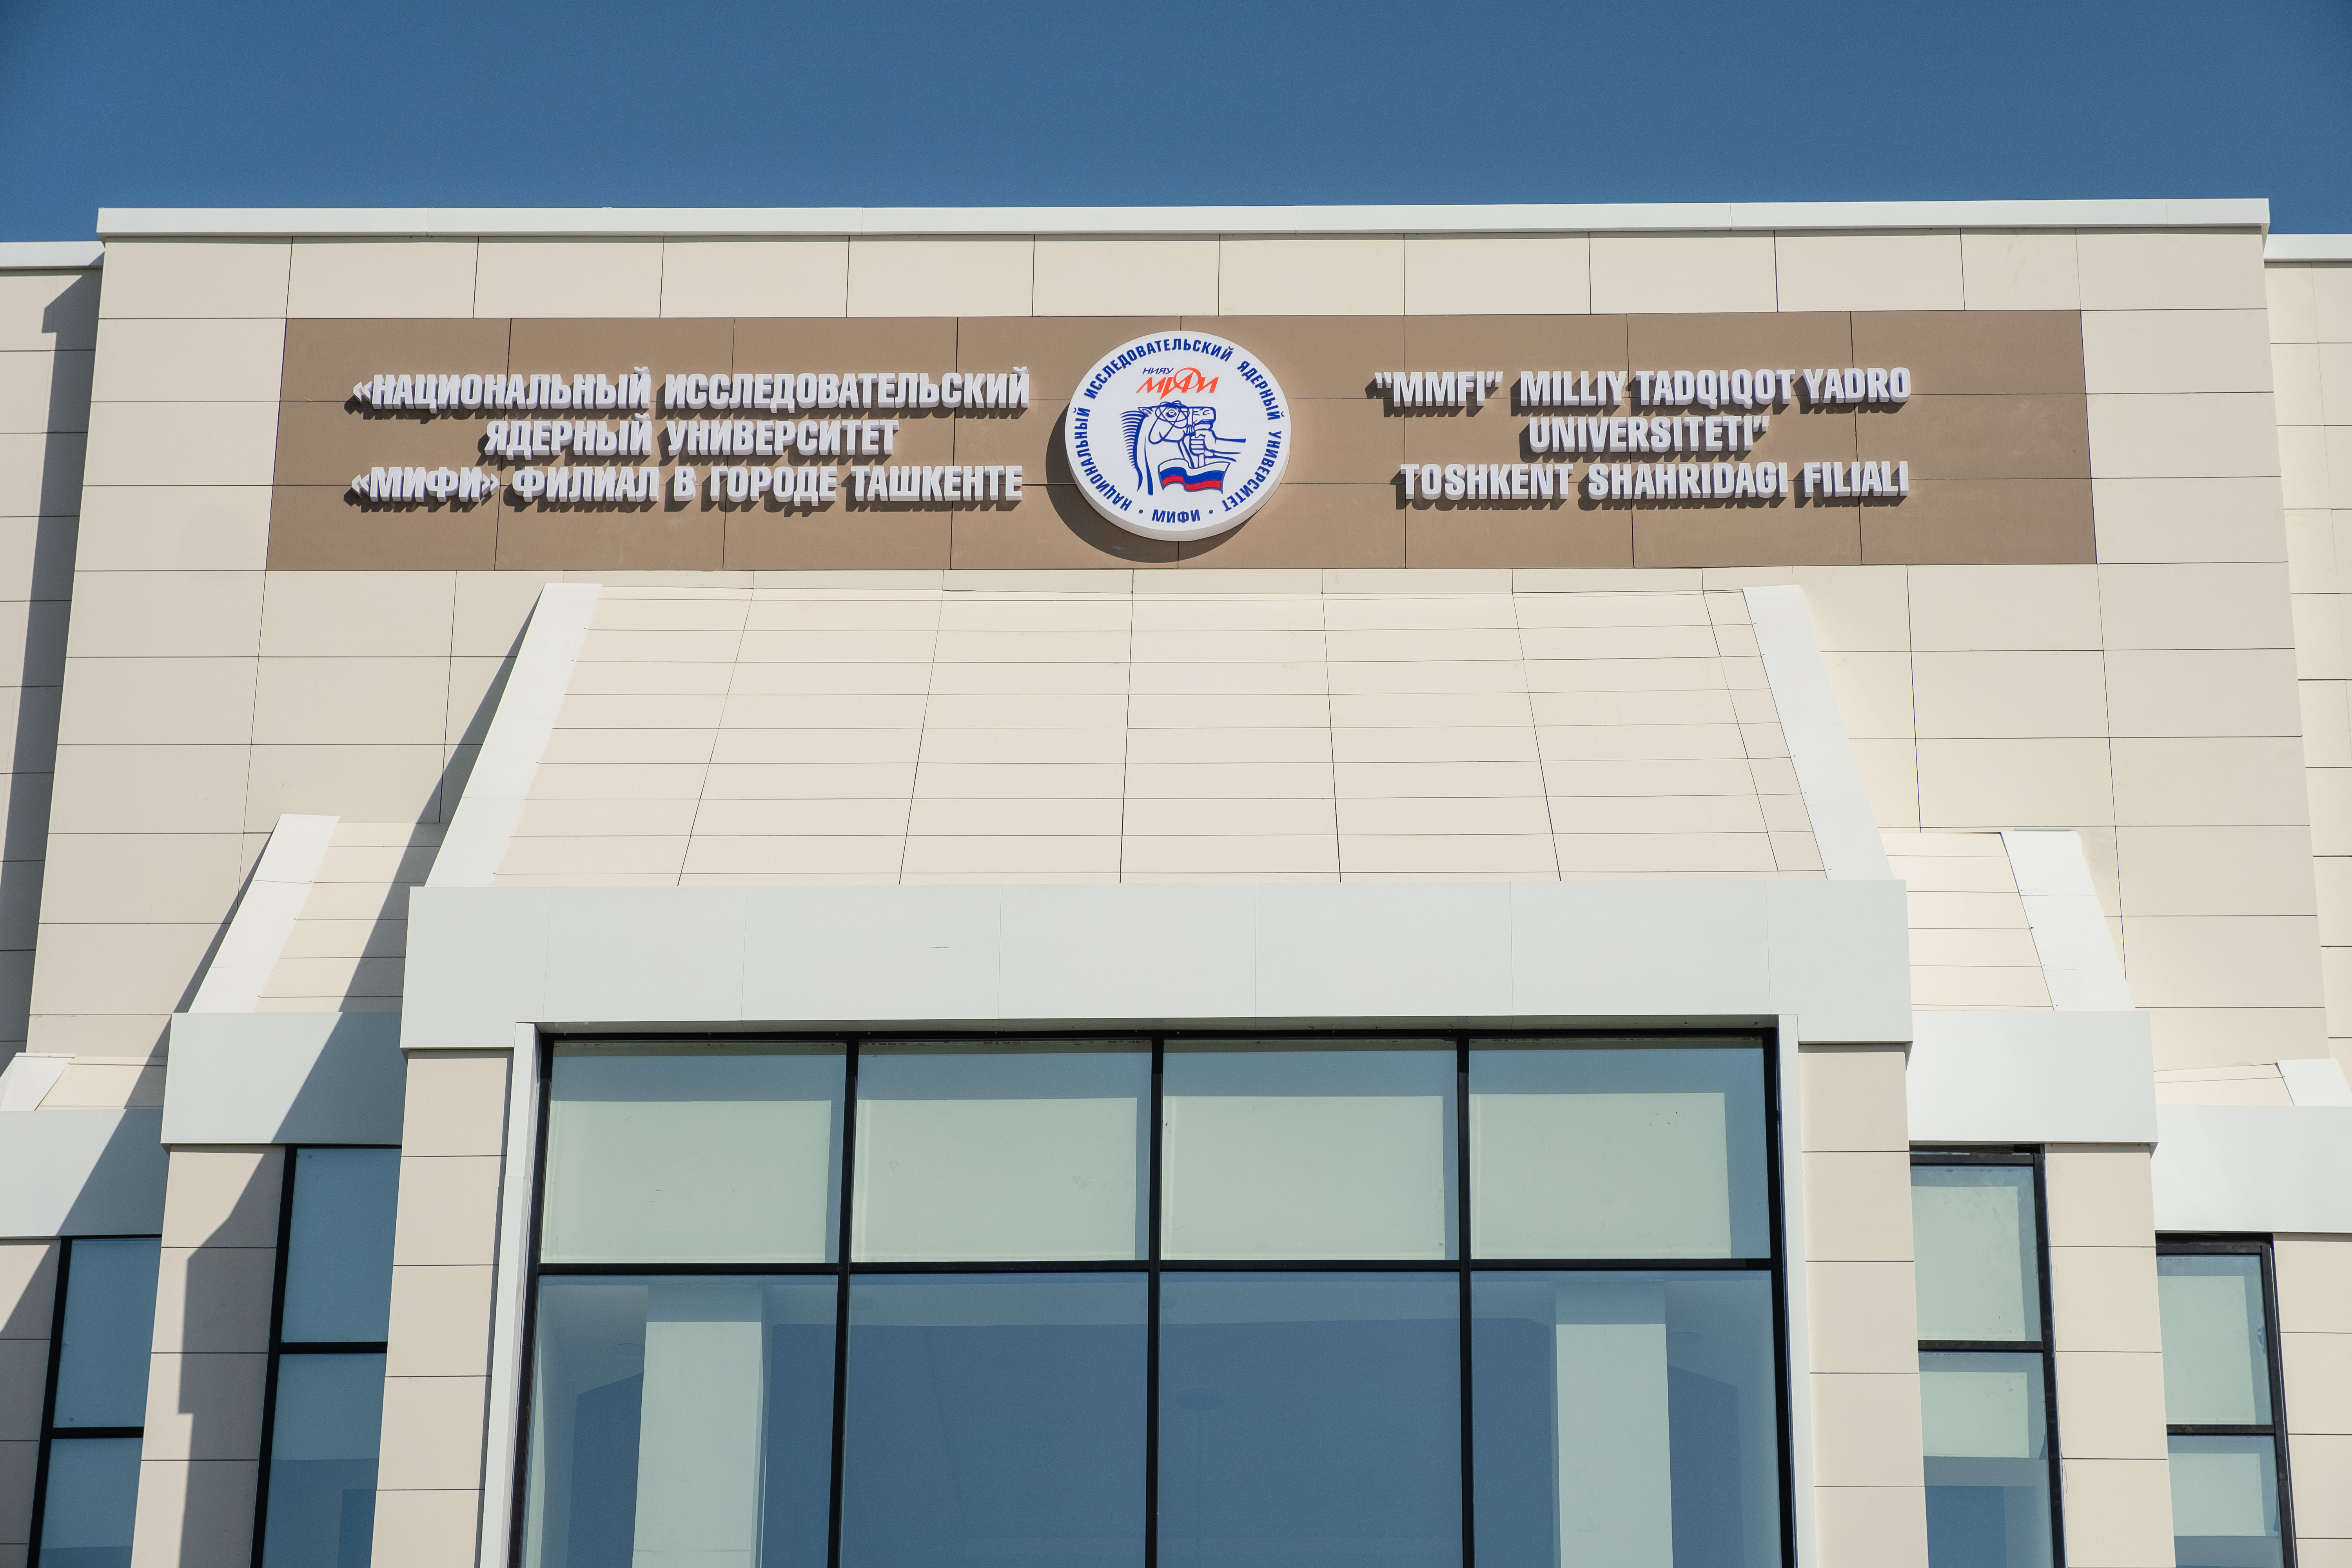 «НАЦИОНАЛЬНЫЙ ИССЛЕДОВАТЕЛЬСКИЙ
ЯДЕРНЫЙ УНИВЕРСИТЕТ
«МИФИ» ФИЛИАЛ В ГОРОДЕ ТАШКЕНТЕ
НАЦИОНАЛЬНЫЙ ИССЛЕДОВАТЕЛЬСКИЙ ЯДЕРНЫЙ УНИВЕРСИТЕТ
• МИФИ •
НИЯУ
МИФИ
"MMFI" MILLIY TADQIQOT YADRO
UNIVERSITETI"
TOSHKENT SHAHRIDAGI FILIALI